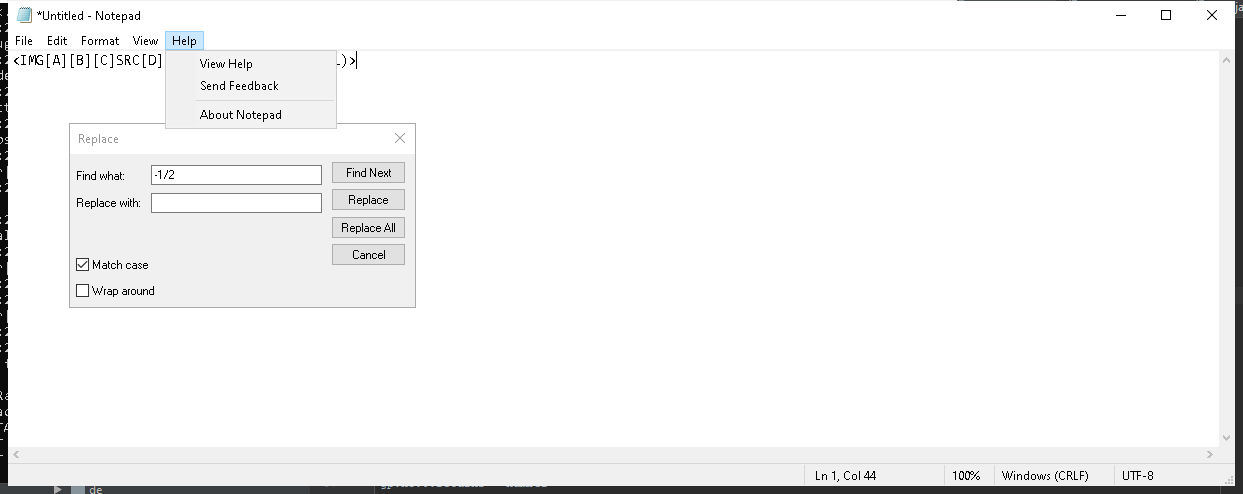 *Untitled - Notepad
File Edit Format View Help
<IMG[A][B][C]SRC[D] )>
View Help
Send Feedback
About Notepad
Replace
Find what: -1/2 Find Next
Replace with: Replace
Replace All
Cancel
Match case
Wrap around
Ln 1, Col 44 100% Windows (CRLF) UTF-8
de